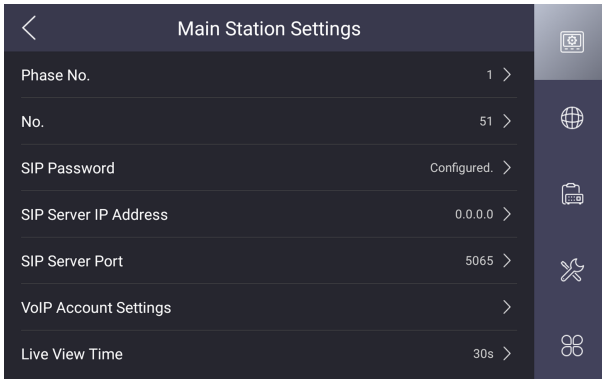 Main Station Settings
Phase No. 1
No. 51
SIP Password Configured.
SIP Server IP Address 0.0.0.0
SIP Server Port 5065
VoIP Account Settings
Live View Time 30s